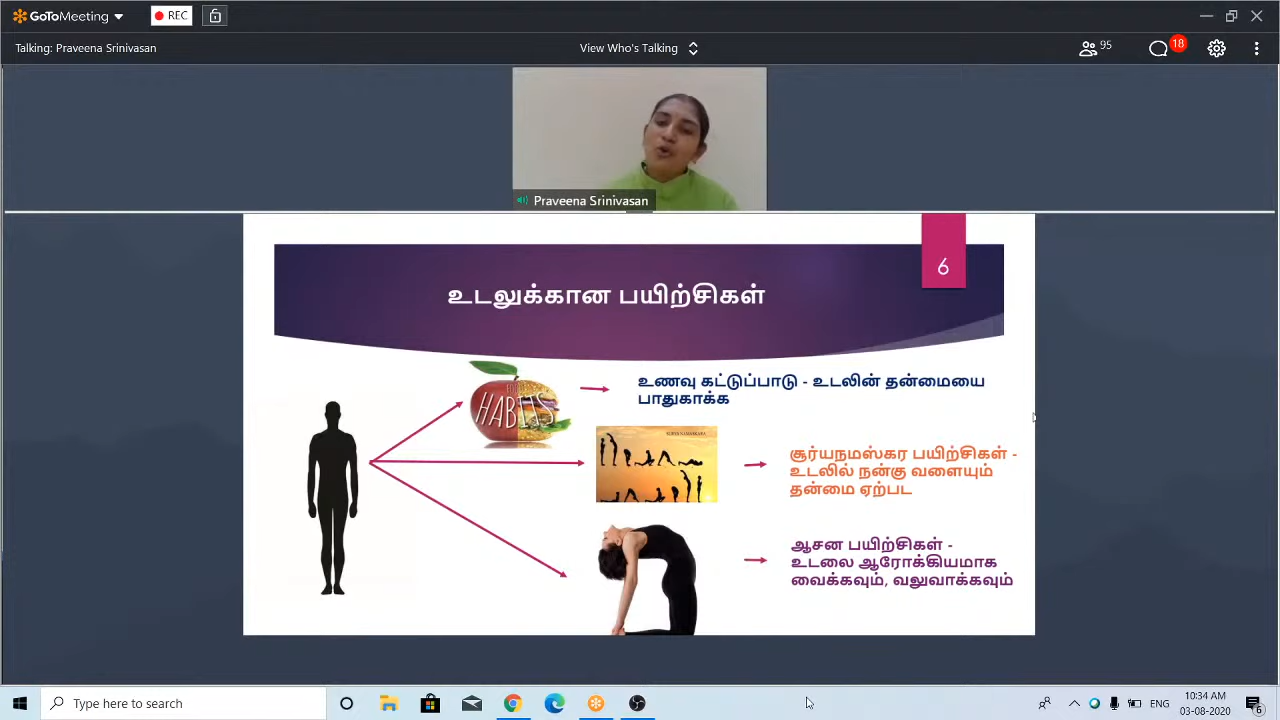 GoToMeeting
REC
Talking: Praveena Srinivasan
View Who's Talking
95
18
Praveena Srinivasan
6
உடலுக்கான பயிற்சிகள்
HABITS
உணவு கட்டுப்பாடு - உடலின் தன்மையை
பாதுகாக்க
சூர்யநமஸ்கர பயிற்சிகள் -
உடலில் நன்கு வளையும்
தன்மை ஏற்பட
ஆசன பயிற்சிகள் -
உடலை ஆரோக்கியமாக
வைக்கவும், வலுவாக்கவும்
Type here to search
ENG
10:34 AM
03-08-2020
6